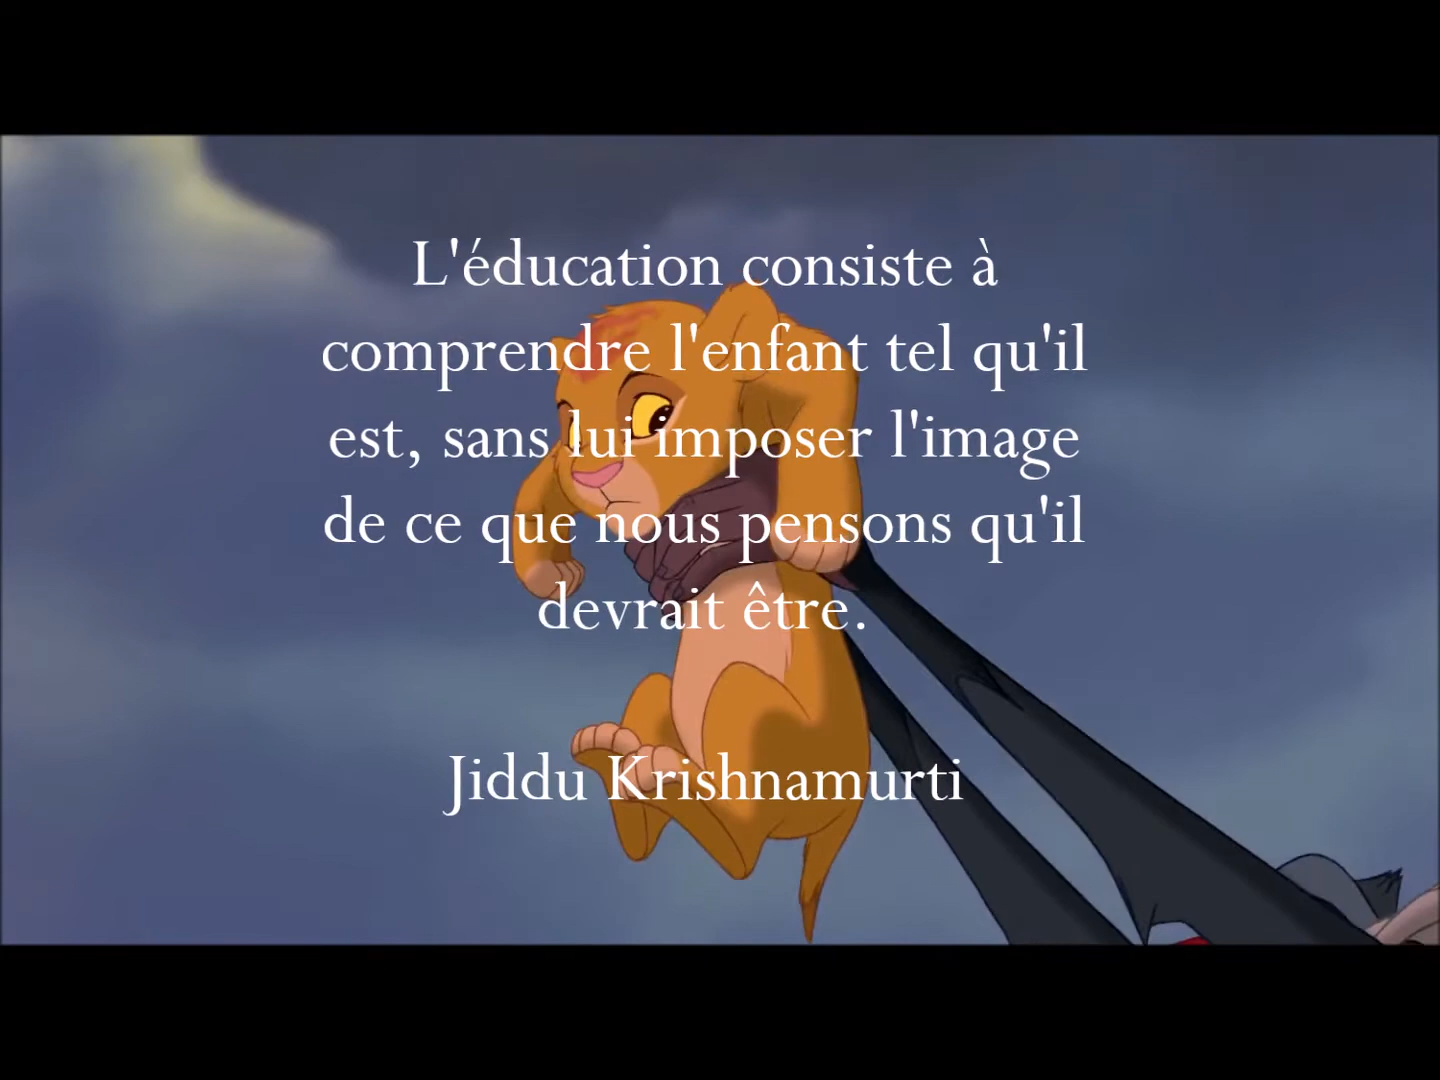 L'éducation consiste à
comprendre l'enfant tel qu'il
est, sans lui imposer l'image
de ce que nous pensons qu'il
devrait être.
Jiddu Krishnamurti